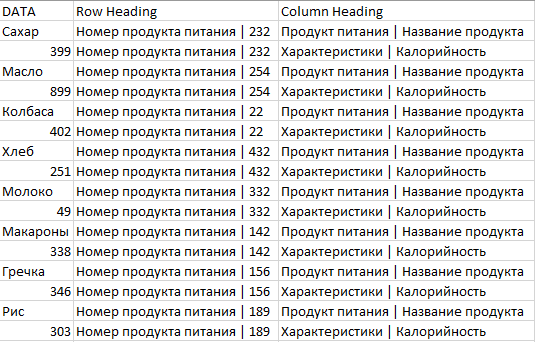 DATA Row Heading Column Heading
Сахар Номер продукта питания | 232 Продукт питания | Название продукта
399 Номер продукта питания | 232 Характеристики | Калорийность
Масло Номер продукта питания | 254 Продукт питания | Название продукта
899 Номер продукта питания | 254 Характеристики | Калорийность
Колбаса Номер продукта питания | 22 Продукт питания | Название продукта
402 Номер продукта питания | 22 Характеристики | Калорийность
Хлеб Номер продукта питания | 432 Продукт питания | Название продукта
251 Номер продукта питания | 432 Характеристики | Калорийность
Молоко Номер продукта питания | 332 Продукт питания | Название продукта
49 Номер продукта питания | 332 Характеристики | Калорийность
Макароны Номер продукта питания | 142 Продукт питания | Название продукта
338 Номер продукта питания | 142 Характеристики | Калорийность
Гречка Номер продукта питания | 156 Продукт питания | Название продукта
346 Номер продукта питания | 156 Характеристики | Калорийность
Рис Номер продукта питания | 189 Продукт питания | Название продукта
303 Номер продукта питания | 189 Характеристики | Калорийность